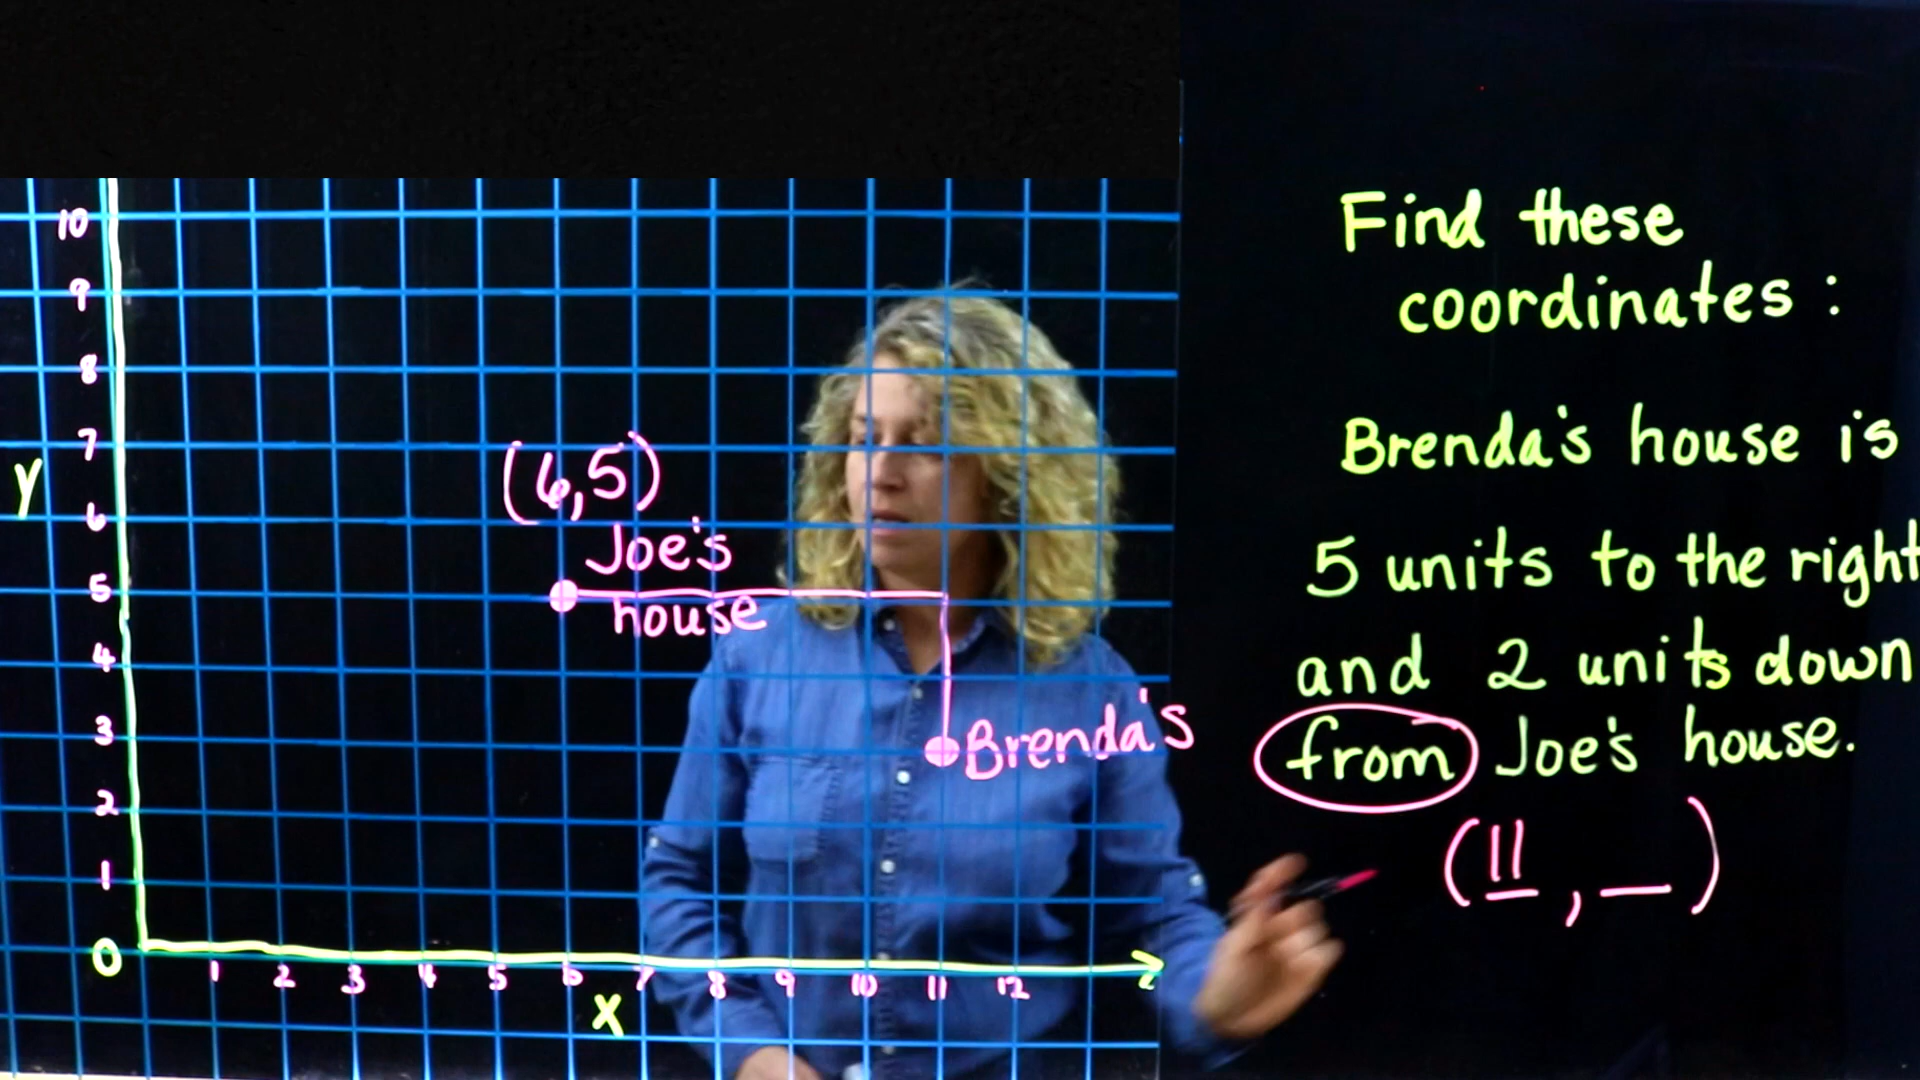 10
9
8
7
y
6
5
4
3
2
1
0
1 2 3 4 5 6 7 8 9 10 11 12
x
(6,5)
Joe's
house
Brenda's
Find these
coordinates :
Brenda's house is
5 units to the right
and 2 units down
from Joe's house.
(11, _)